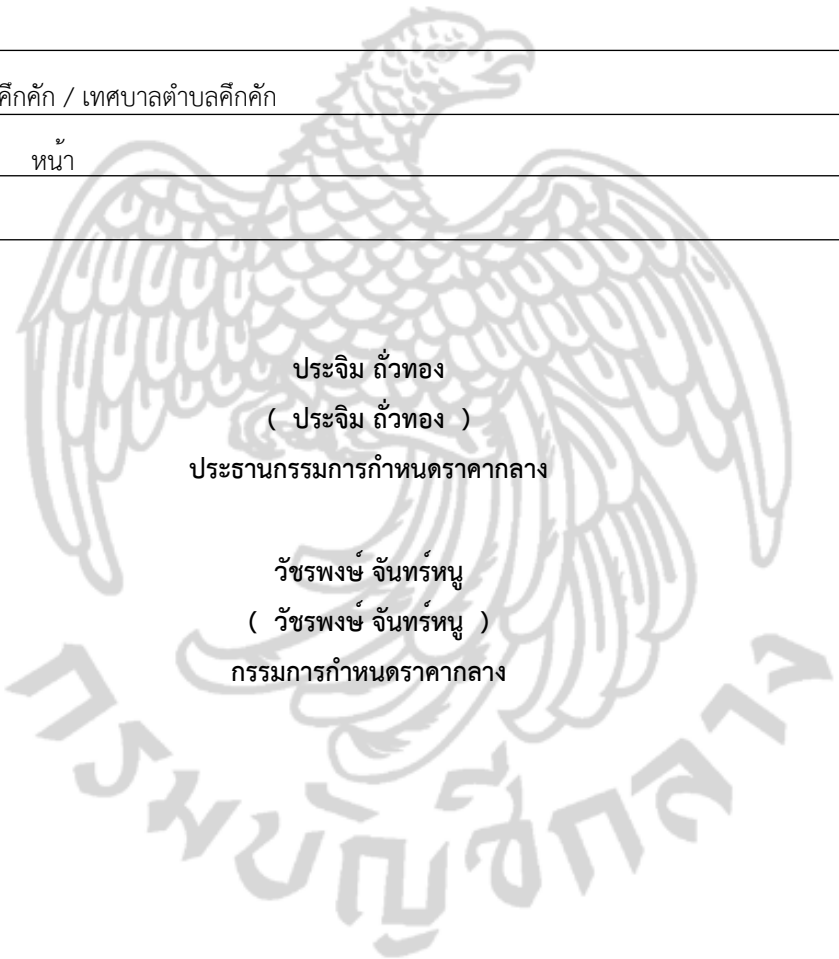 คึกคัก / เทศบาลตำบลคึกคัก
หน้า
ประจิม ถั่วทอง
( ประจิม ถั่วทอง )
ประธานกรรมการกำหนดราคากลาง
วัชรพงษ์ จันทร์หนู
( วัชรพงษ์ จันทร์หนู )
กรรมการกำหนดราคากลาง
กรมบัญชีกลาง